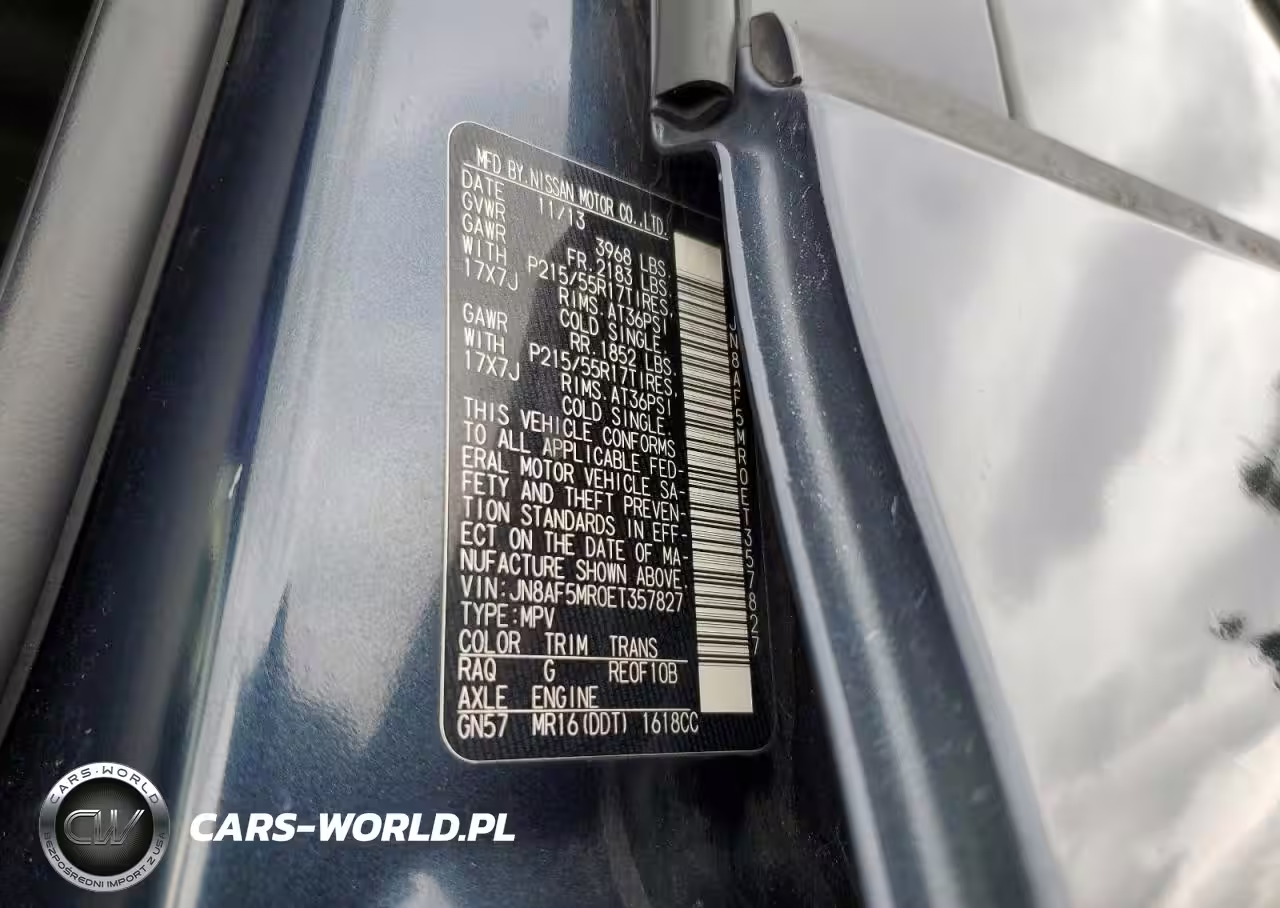 MFD BY.NISSAN MOTOR CO.,LTD.
DATE 11/13
GVWR 3968 LBS.
GAWR FR.2183 LBS.
WITH P215/55R17TIRES,
17X7J RIMS.AT36PSI
COLD SINGLE.
GAWR RR.1852 LBS.
WITH P215/55R17TIRES,
17X7J RIMS.AT36PSI
COLD SINGLE.
THIS VEHICLE CONFORMS
TO ALL APPLICABLE FED-
ERAL MOTOR VEHICLE SA-
FETY AND THEFT PREVEN-
TION STANDARDS IN EFF-
ECT ON THE DATE OF MA-
NUFACTURE SHOWN ABOVE.
VIN:JN8AF5MR0ET357827
TYPE:MPV
COLOR TRIM TRANS
RAQ G RE0F10B
AXLE ENGINE
GN57 MR16(DDT) 1618CC
JN8AF5MR0ET357827
CARS-WORLD
CW
BEZPOŚREDNI IMPORT Z USA
CARS-WORLD.PL